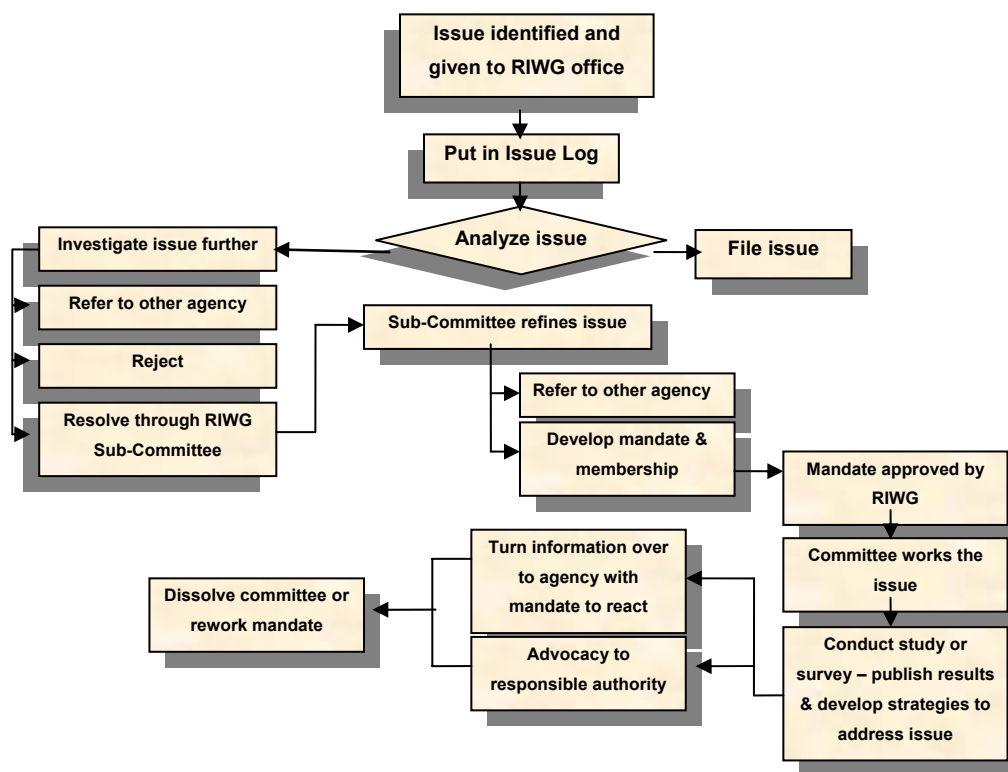 Issue identified and
given to RIWG office
Put in Issue Log
Analyze issue
Investigate issue further
File issue
Refer to other agency
Reject
Resolve through RIWG
Sub-Committee
Sub-Committee refines issue
Refer to other agency
Develop mandate &
membership
Mandate approved by
RIWG
Committee works the
issue
Conduct study or
survey – publish results
& develop strategies to
address issue
Turn information over
to agency with
mandate to react
Advocacy to
responsible authority
Dissolve committee or
rework mandate